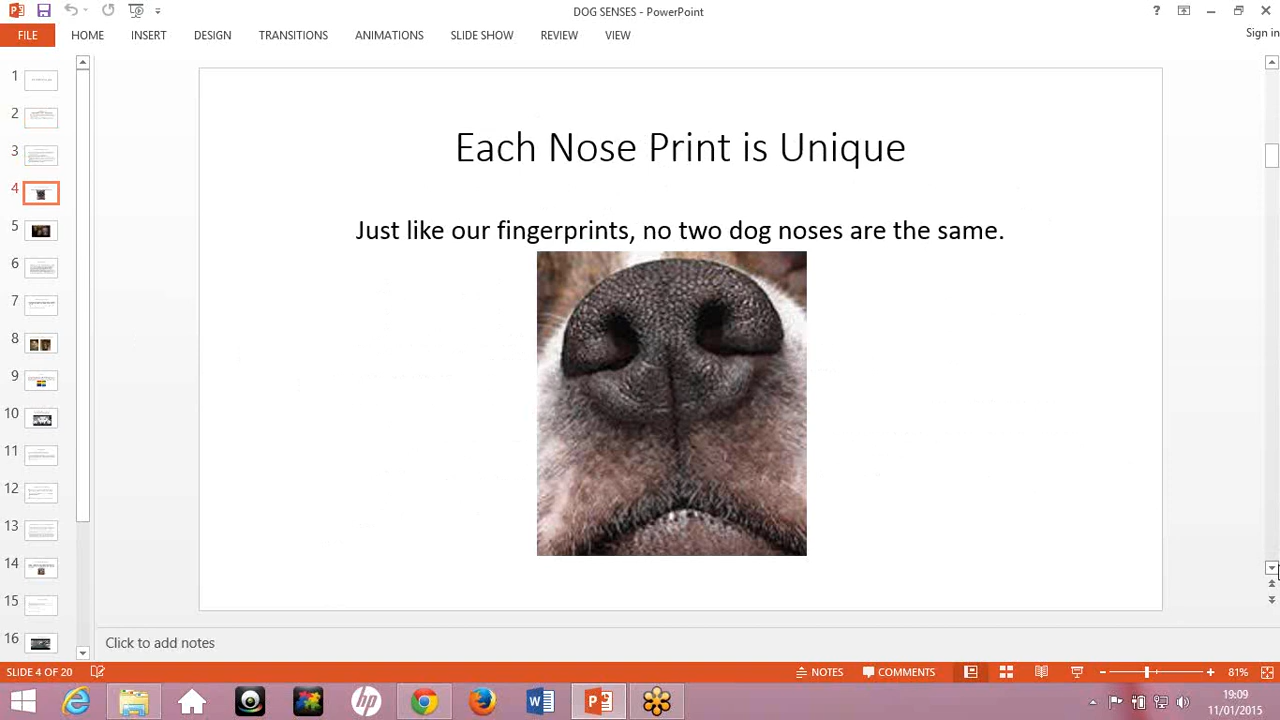 DOG SENSES - PowerPoint
?
FILE HOME INSERT DESIGN TRANSITIONS ANIMATIONS SLIDE SHOW REVIEW VIEW
Sign in
1
2
3
4
5
6
7
8
9
10
11
12
13
14
15
16
Each Nose Print is Unique
Just like our fingerprints, no two dog noses are the same.
Click to add notes
SLIDE 4 OF 20 NOTES COMMENTS 81%
19:09
11/01/2015